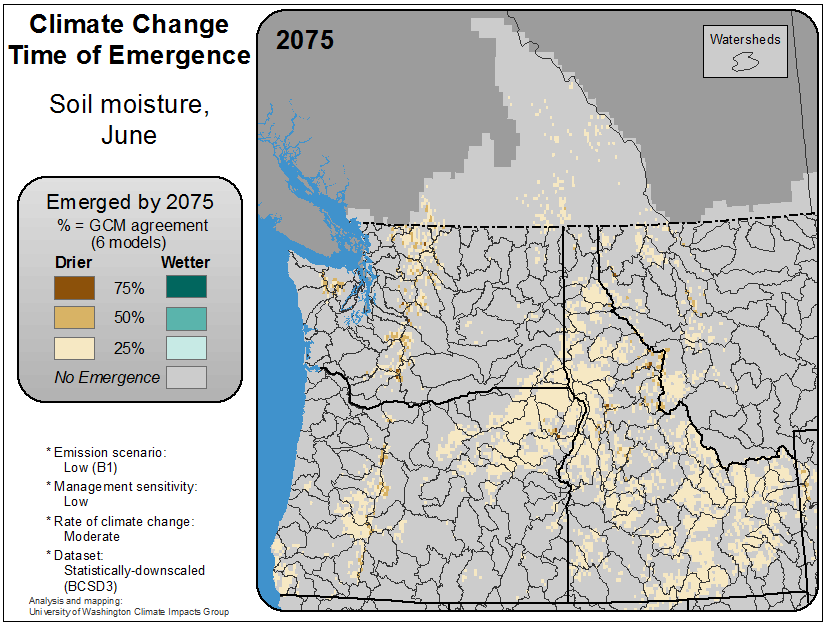 Climate Change
Time of Emergence
Soil moisture,
June
2075
Watersheds
Emerged by 2075
% = GCM agreement
(6 models)
Drier Wetter
75%
50%
25%
No Emergence
* Emission scenario:
Low (B1)
* Management sensitivity:
Low
* Rate of climate change:
Moderate
* Dataset:
Statistically-downscaled
(BCSD3)
Analysis and mapping:
University of Washington Climate Impacts Group